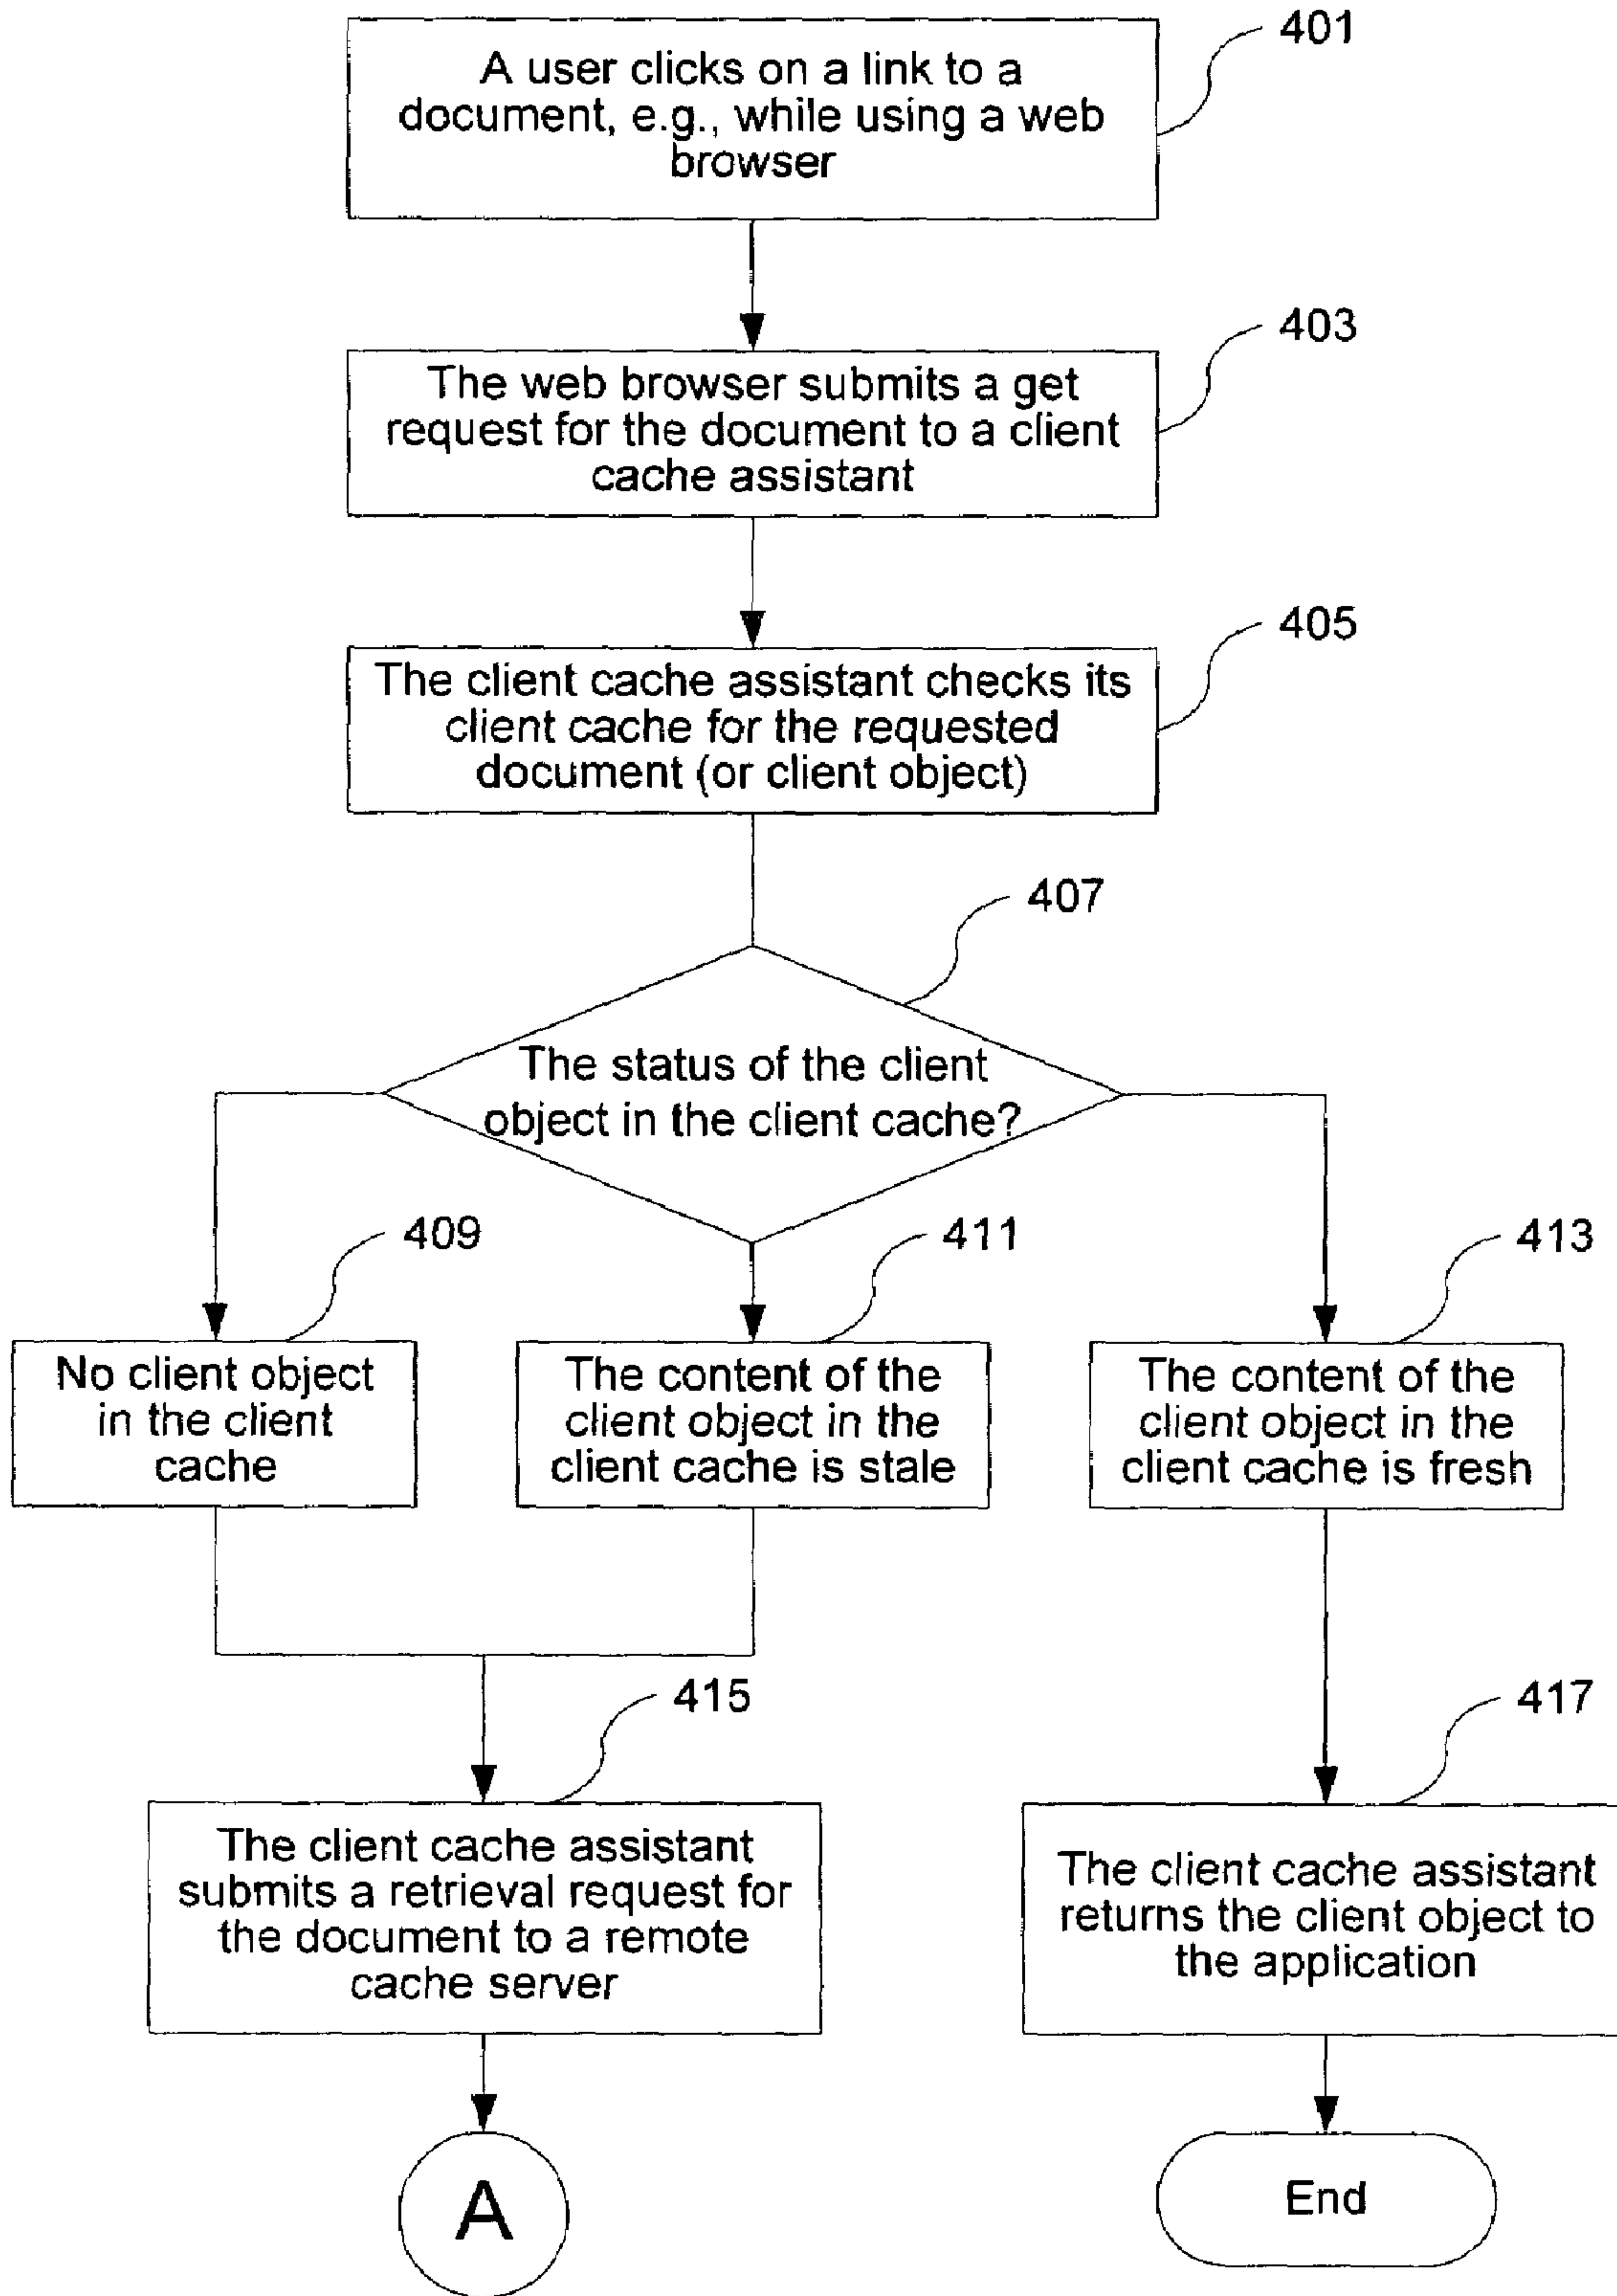 401
A user clicks on a link to a
document, e.g., while using a web
browser
403
The web browser submits a get
request for the document to a client
cache assistant
405
The client cache assistant checks its
client cache for the requested
document (or client object)
407
The status of the client
object in the client cache?
409
No client object
in the client
cache
411
The content of the
client object in the
client cache is stale
413
The content of the
client object in the
client cache is fresh
415
The client cache assistant
submits a retrieval request for
the document to a remote
cache server
417
The client cache assistant
returns the client object to
the application
A
End